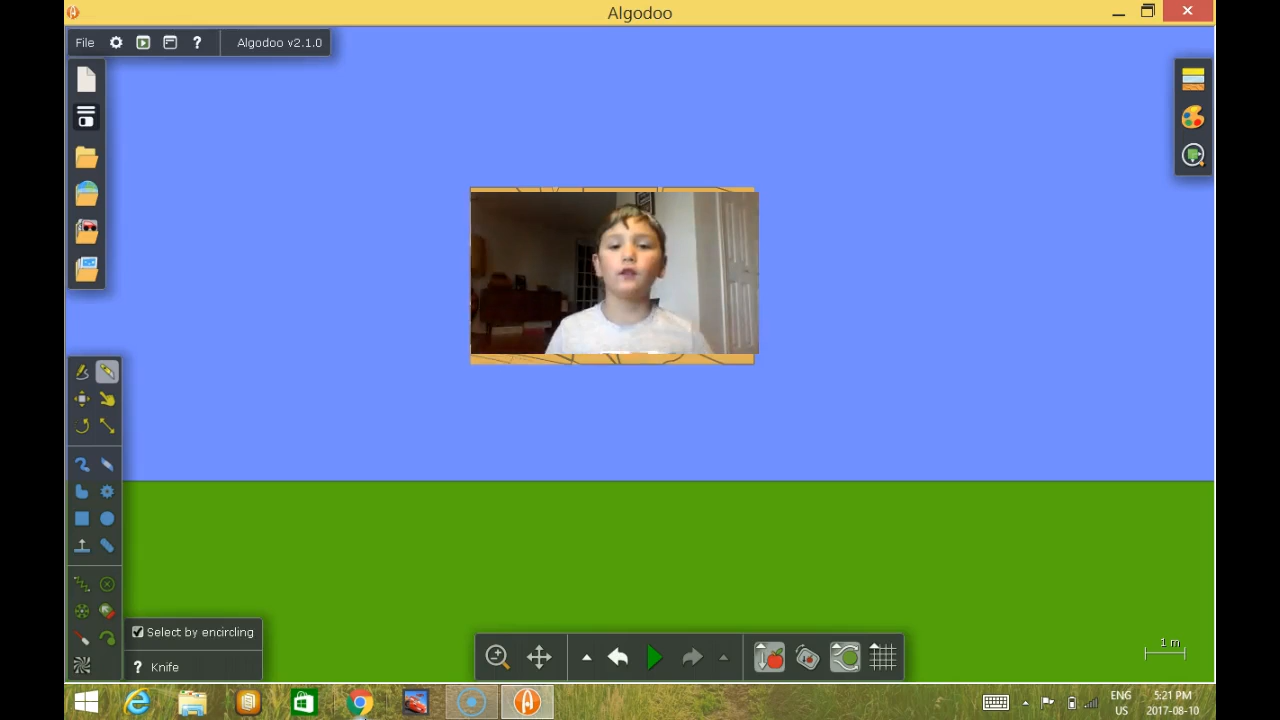 Algodoo
File ? Algodoo v2.1.0
Select by encircling
? Knife
1 m
ENG 5:21 PM
US 2017-08-10